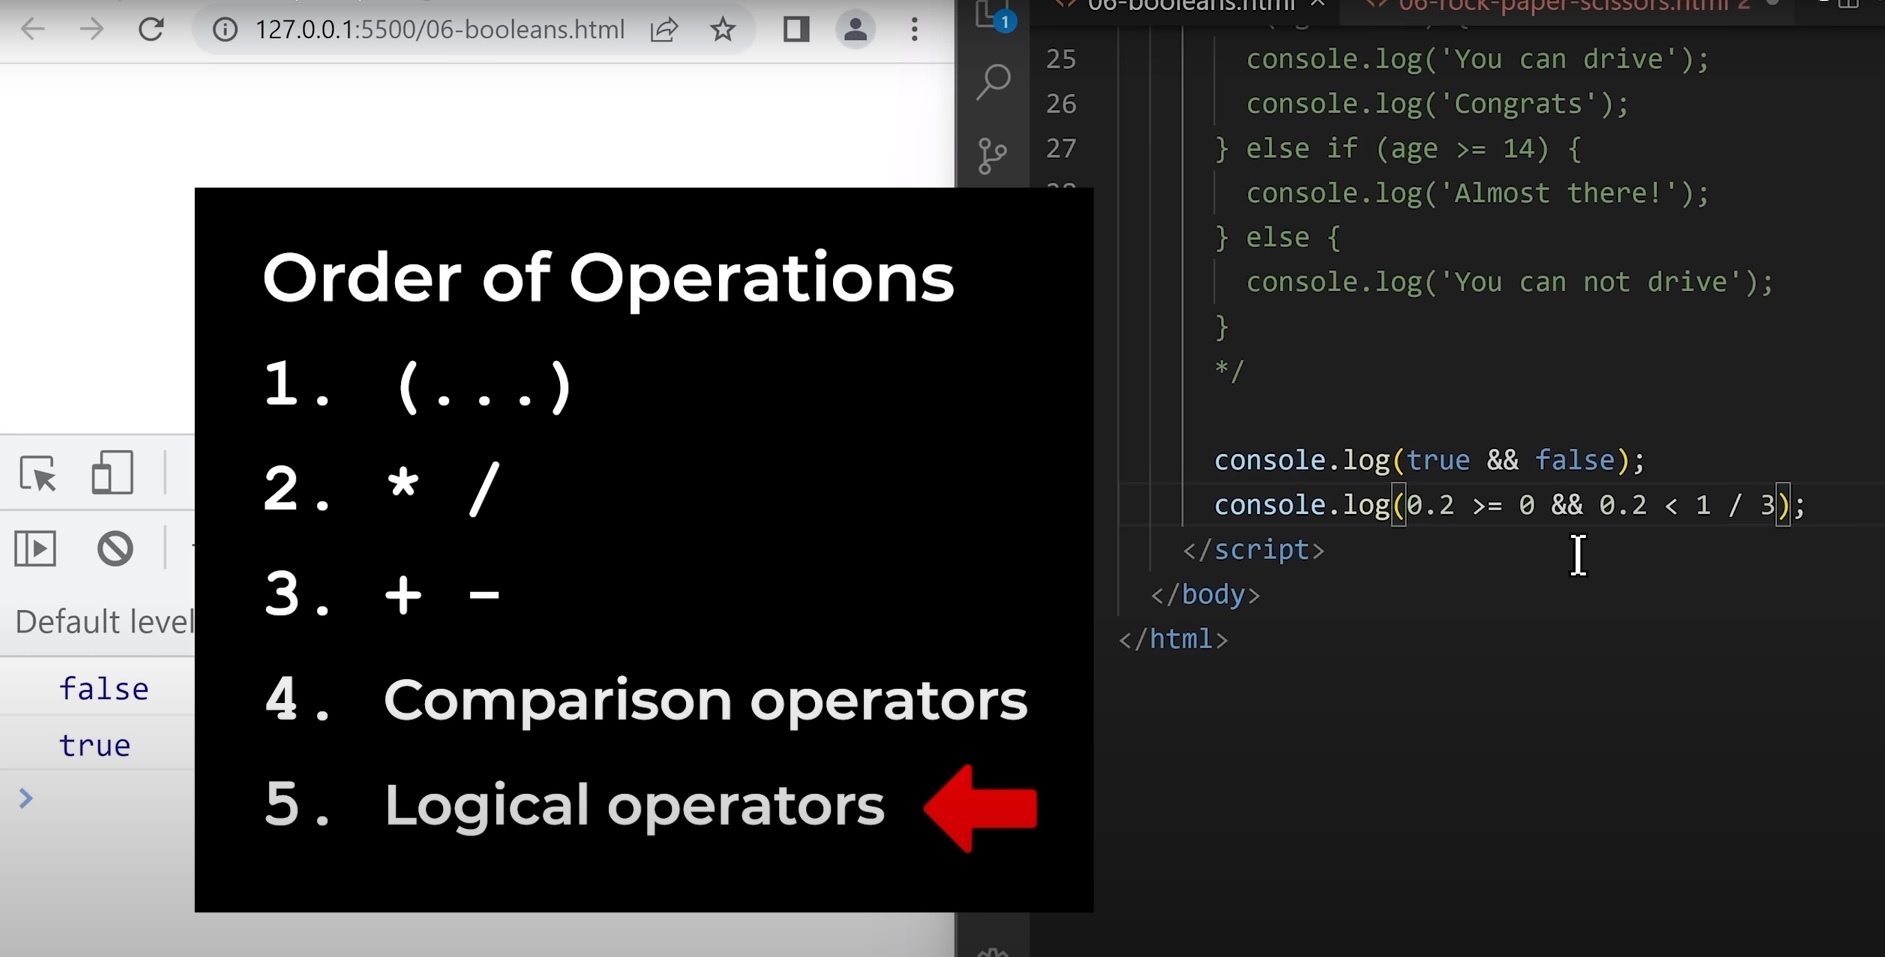 127.0.0.1:5500/06-booleans.html
Default level
false
true
Order of Operations
1. (...)
2. * /
3. + -
4. Comparison operators
5. Logical operators
1
06-booleans.html
06-rock-paper-scissors.html 2
25 console.log('You can drive');
26 console.log('Congrats');
27 } else if (age >= 14) {
console.log('Almost there!');
} else {
console.log('You can not drive');
}
*/
console.log(true && false);
console.log(0.2 >= 0 && 0.2 < 1 / 3);
</script>
</body>
</html>